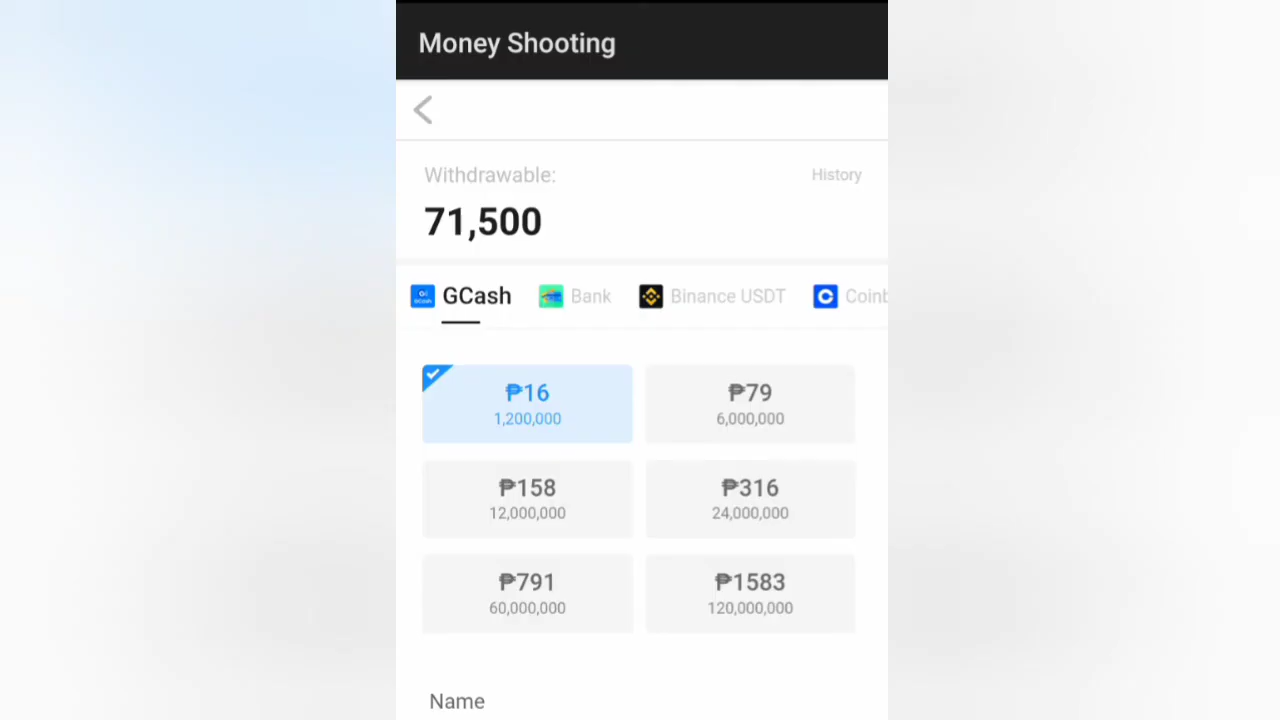 Money Shooting
Withdrawable:
History
71,500
GCash
Bank
Binance USDT
Coinb
₱16
₱79
1,200,000
6,000,000
₱158
₱316
12,000,000
24,000,000
₱791
₱1583
60,000,000
120,000,000
Name